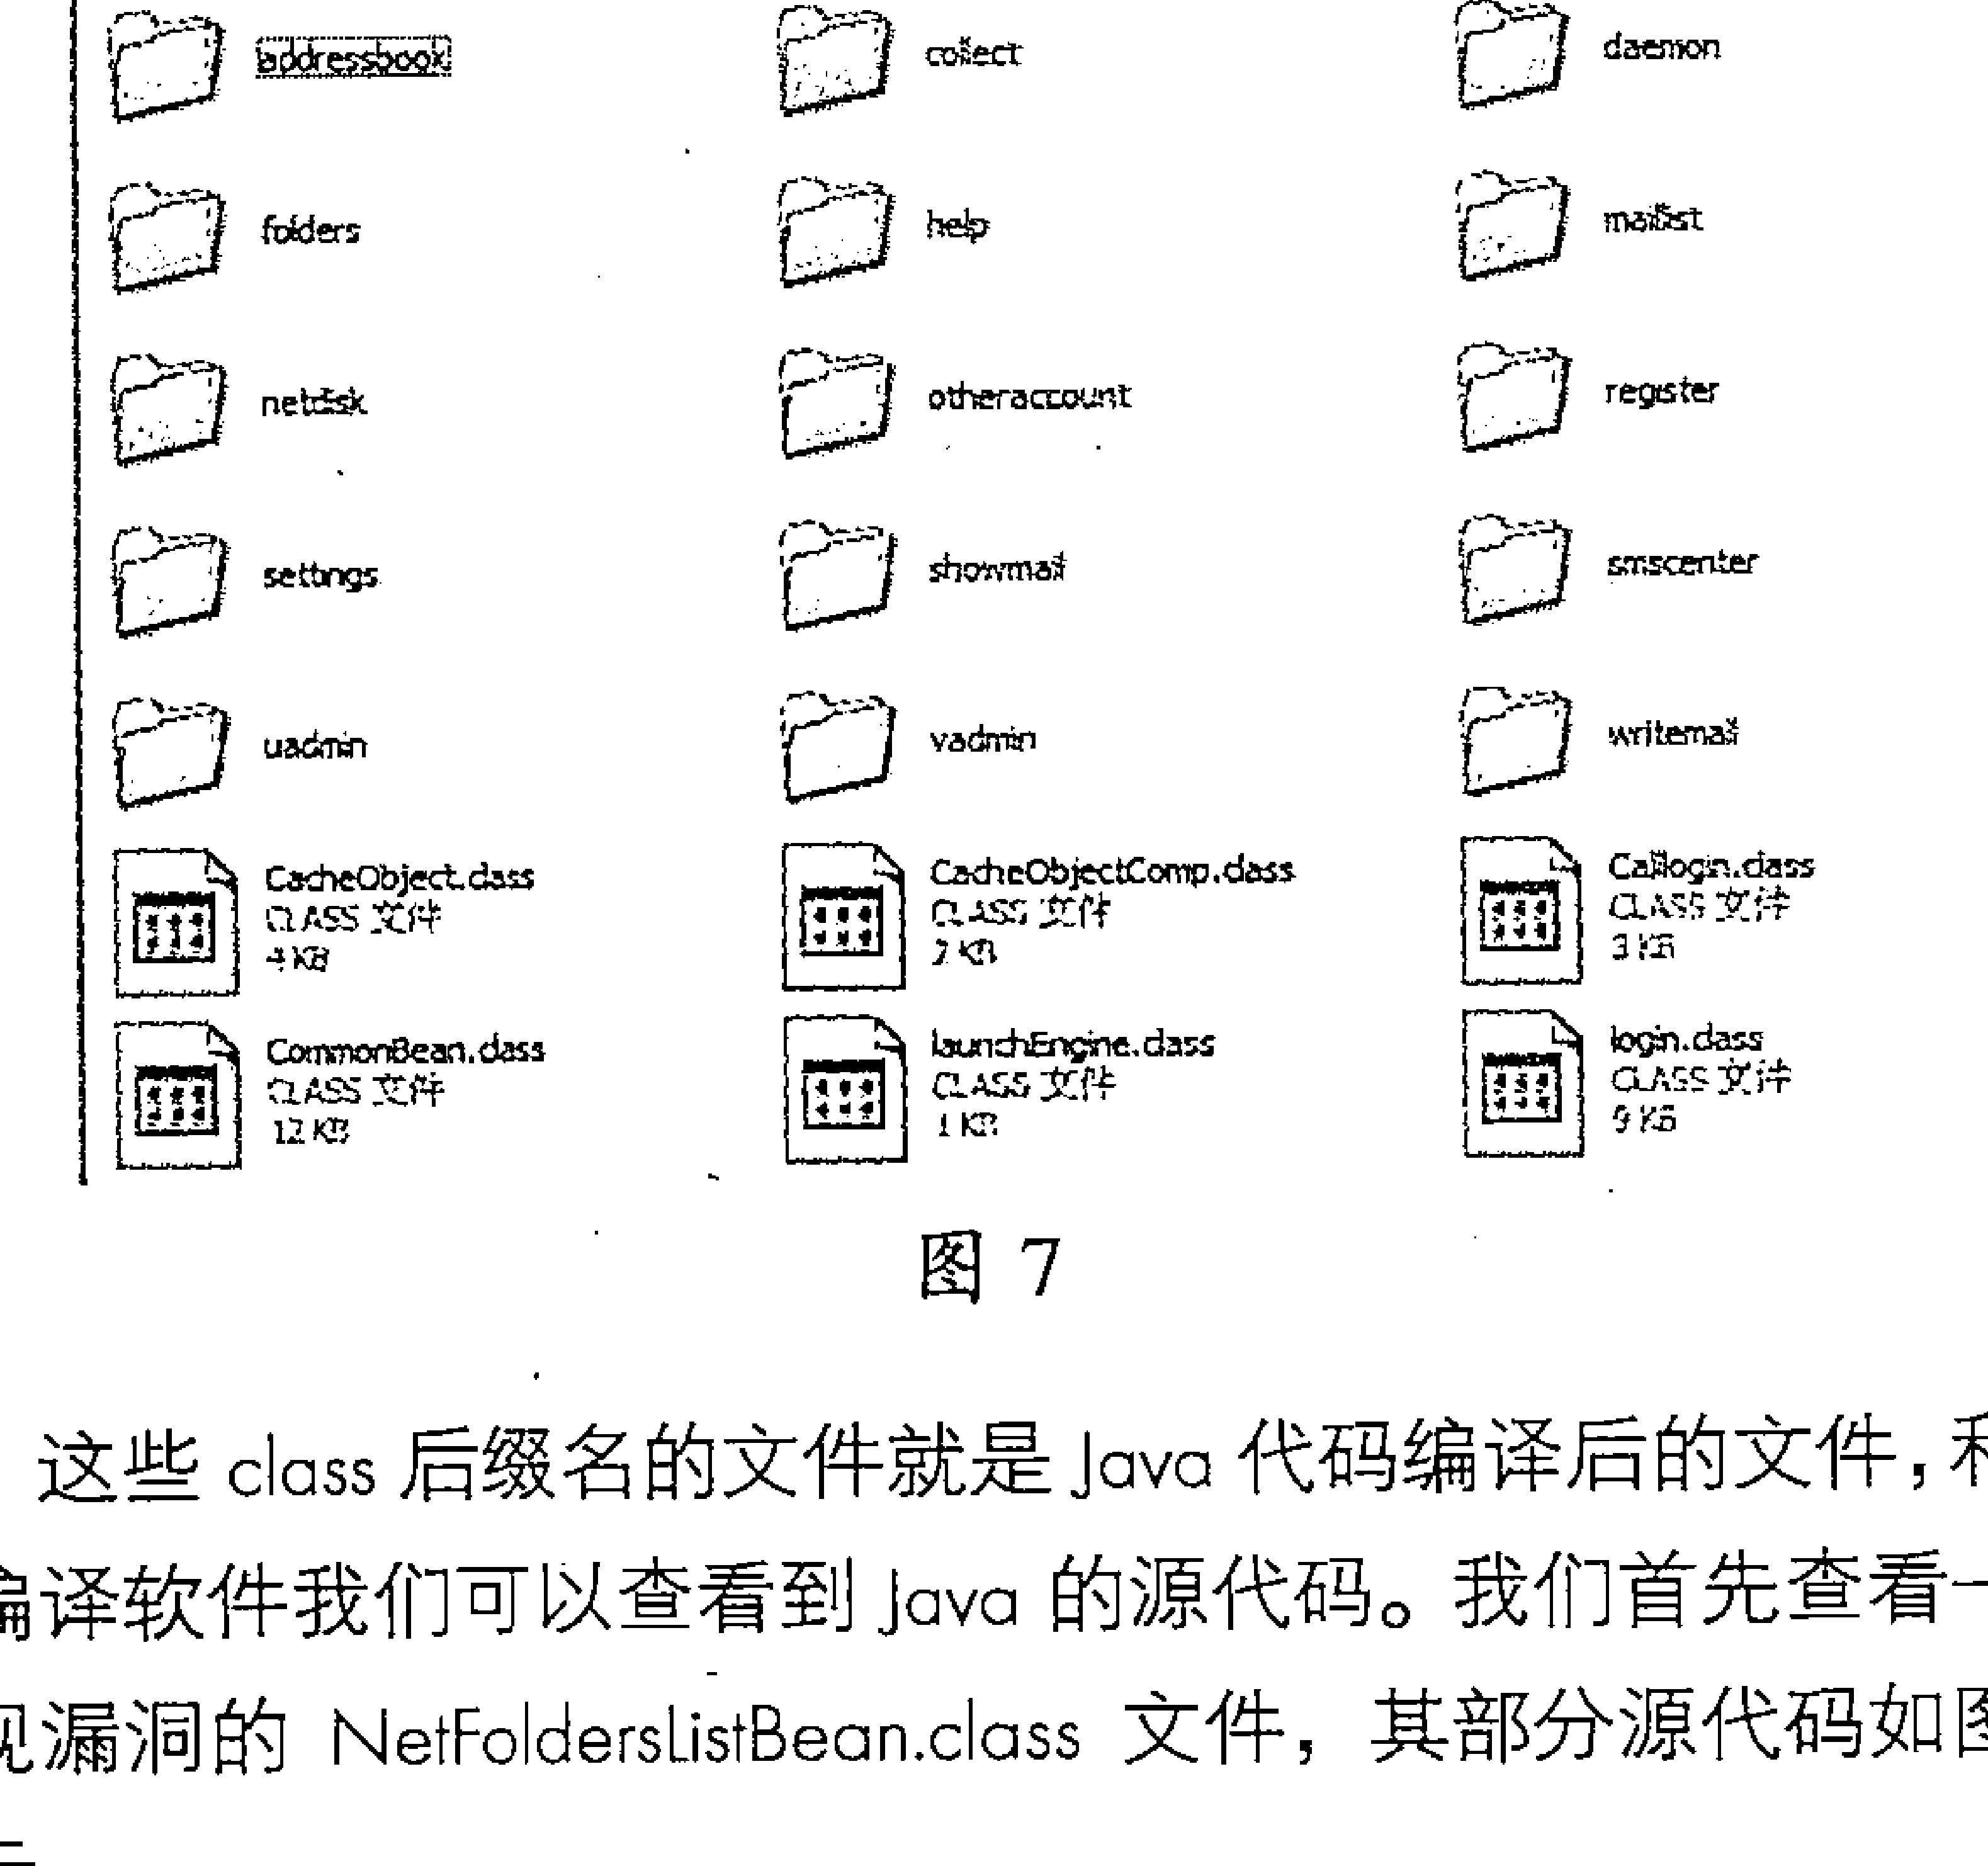 addressbook collect daemon
folders help maillist
netdisk otheraccount register
settings showmail smscenter
uadmin vadmin writemail
CacheObject.class CacheObjectComp.class Calllogin.class
CLASS 文件 CLASS 文件 CLASS 文件
4 KB 2 KB 3 KB
CommonBean.class launchEngine.class login.class
CLASS 文件 CLASS 文件 CLASS 文件
12 KB 1 KB 9 KB
图 7
这些 class 后缀名的文件就是 Java 代码编译后的文件，
编译软件我们可以查看到 Java 的源代码。我们首先查看一
现漏洞的 NetFoldersListBean.class 文件，其部分源代码如图